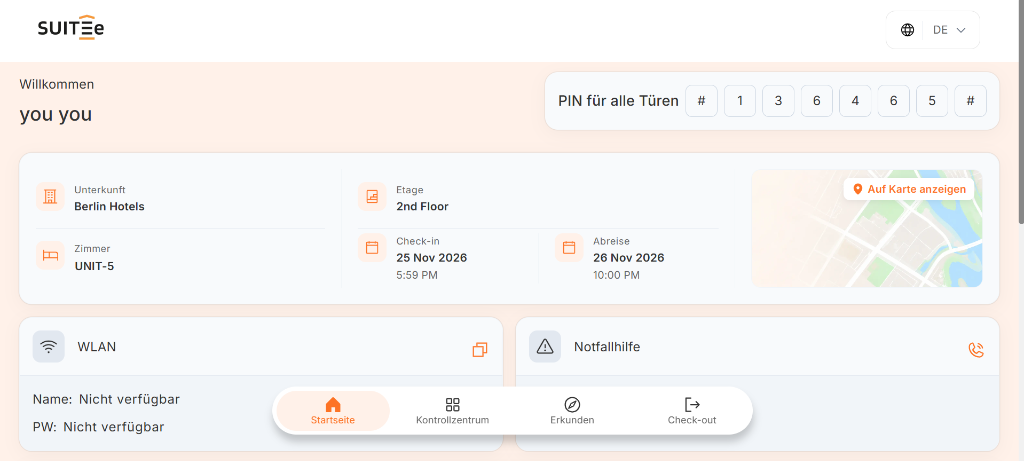 SUITEe
DE
Willkommen
you you
PIN für alle Türen # 1 3 6 4 6 5 #
Unterkunft
Berlin Hotels
Zimmer
UNIT-5
Etage
2nd Floor
Check-in
25 Nov 2026
5:59 PM
Abreise
26 Nov 2026
10:00 PM
Auf Karte anzeigen
WLAN
Name: Nicht verfügbar
PW: Nicht verfügbar
Notfallhilfe
Startseite
Kontrollzentrum
Erkunden
Check-out